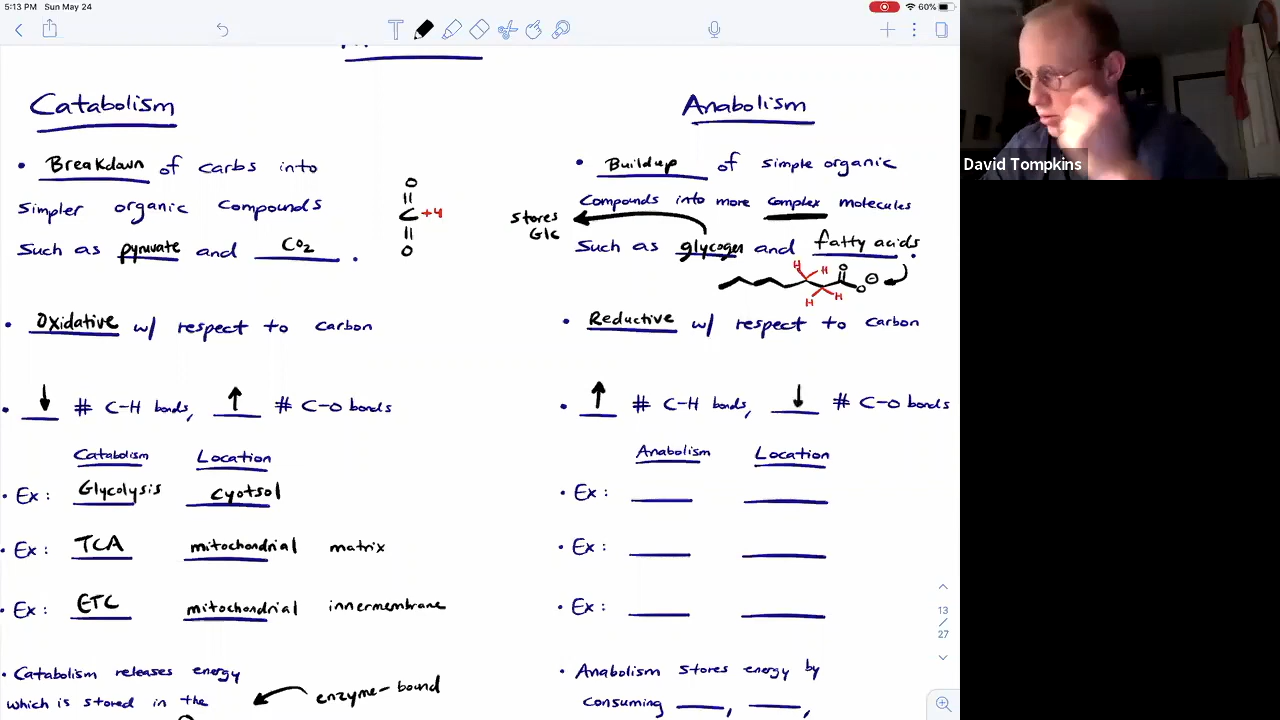 5:13 PM Sun May 24
60%
Catabolism
• Breakdown of carbs into
simpler organic compounds
such as pyruvate and CO2.
O
||
C +4
||
O
• Oxidative w/ respect to carbon
• ↓ # C-H bonds, ↑ # C-O bonds
Catabolism Location
• Ex: Glycolysis cyotsol
• Ex: TCA mitochondrial matrix
• Ex: ETC mitochondrial innermembrane
• Catabolism releases energy
which is stored in the
enzyme-bound
Anabolism
• Buildup of simple organic
compounds into more complex molecules
such as glycogen and fatty acids.
stores
Glc
H H O
O ⊖
H H
• Reductive w/ respect to carbon
• ↑ # C-H bonds, ↓ # C-O bonds
Anabolism Location
• Ex:
• Ex:
• Ex:
• Anabolism stores energy by
consuming ____, ____,
13
/
27
David Tompkins